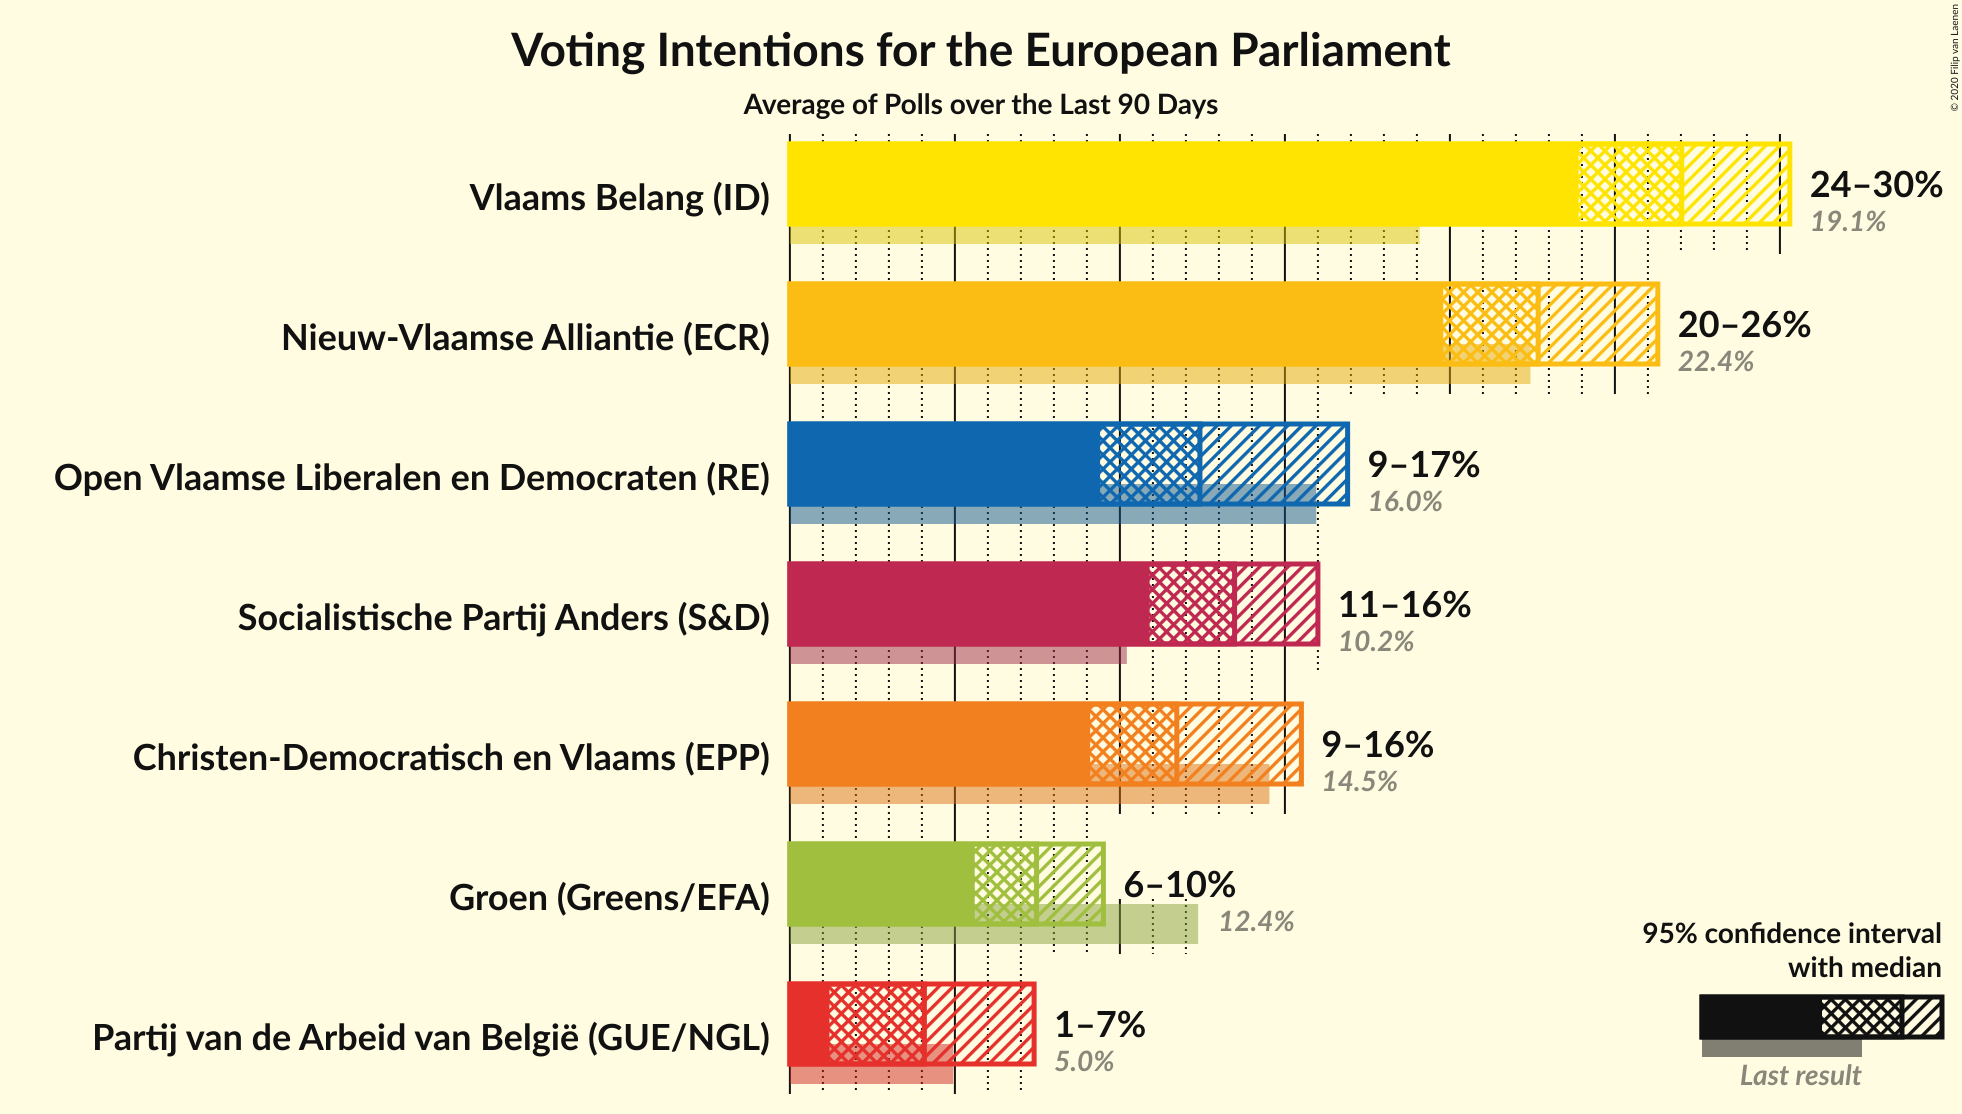 Voting Intentions for the European Parliament
Average of Polls over the Last 90 Days
© 2020 Filip van Laenen
Vlaams Belang (ID)
24–30%
19.1%
Nieuw-Vlaamse Alliantie (ECR)
20–26%
22.4%
Open Vlaamse Liberalen en Democraten (RE)
9–17%
16.0%
Socialistische Partij Anders (S&D)
11–16%
10.2%
Christen-Democratisch en Vlaams (EPP)
9–16%
14.5%
Groen (Greens/EFA)
6–10%
12.4%
Partij van de Arbeid van België (GUE/NGL)
1–7%
5.0%
95% confidence interval
with median
Last result